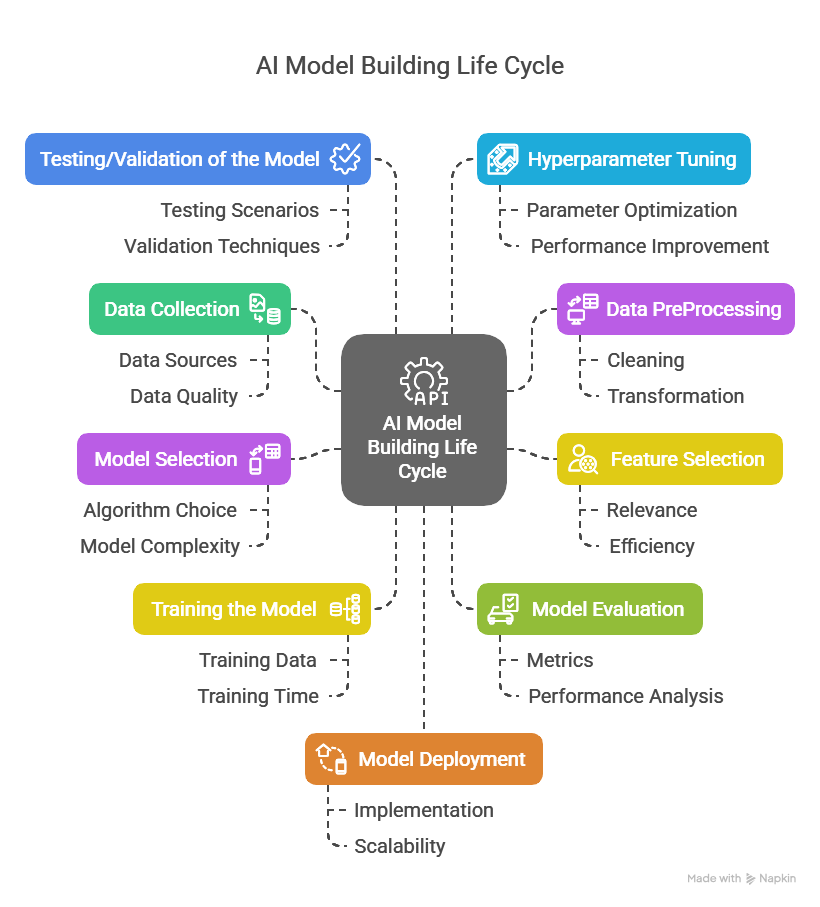 AI Model Building Life Cycle
Testing/Validation of the Model
Testing Scenarios
Validation Techniques
Hyperparameter Tuning
Parameter Optimization
Performance Improvement
Data Collection
Data Sources
Data Quality
Data PreProcessing
Cleaning
Transformation
API
AI Model
Building Life
Cycle
Model Selection
Algorithm Choice
Model Complexity
Feature Selection
Relevance
Efficiency
Training the Model
Training Data
Training Time
Model Evaluation
Metrics
Performance Analysis
Model Deployment
Implementation
Scalability
Made with Napkin